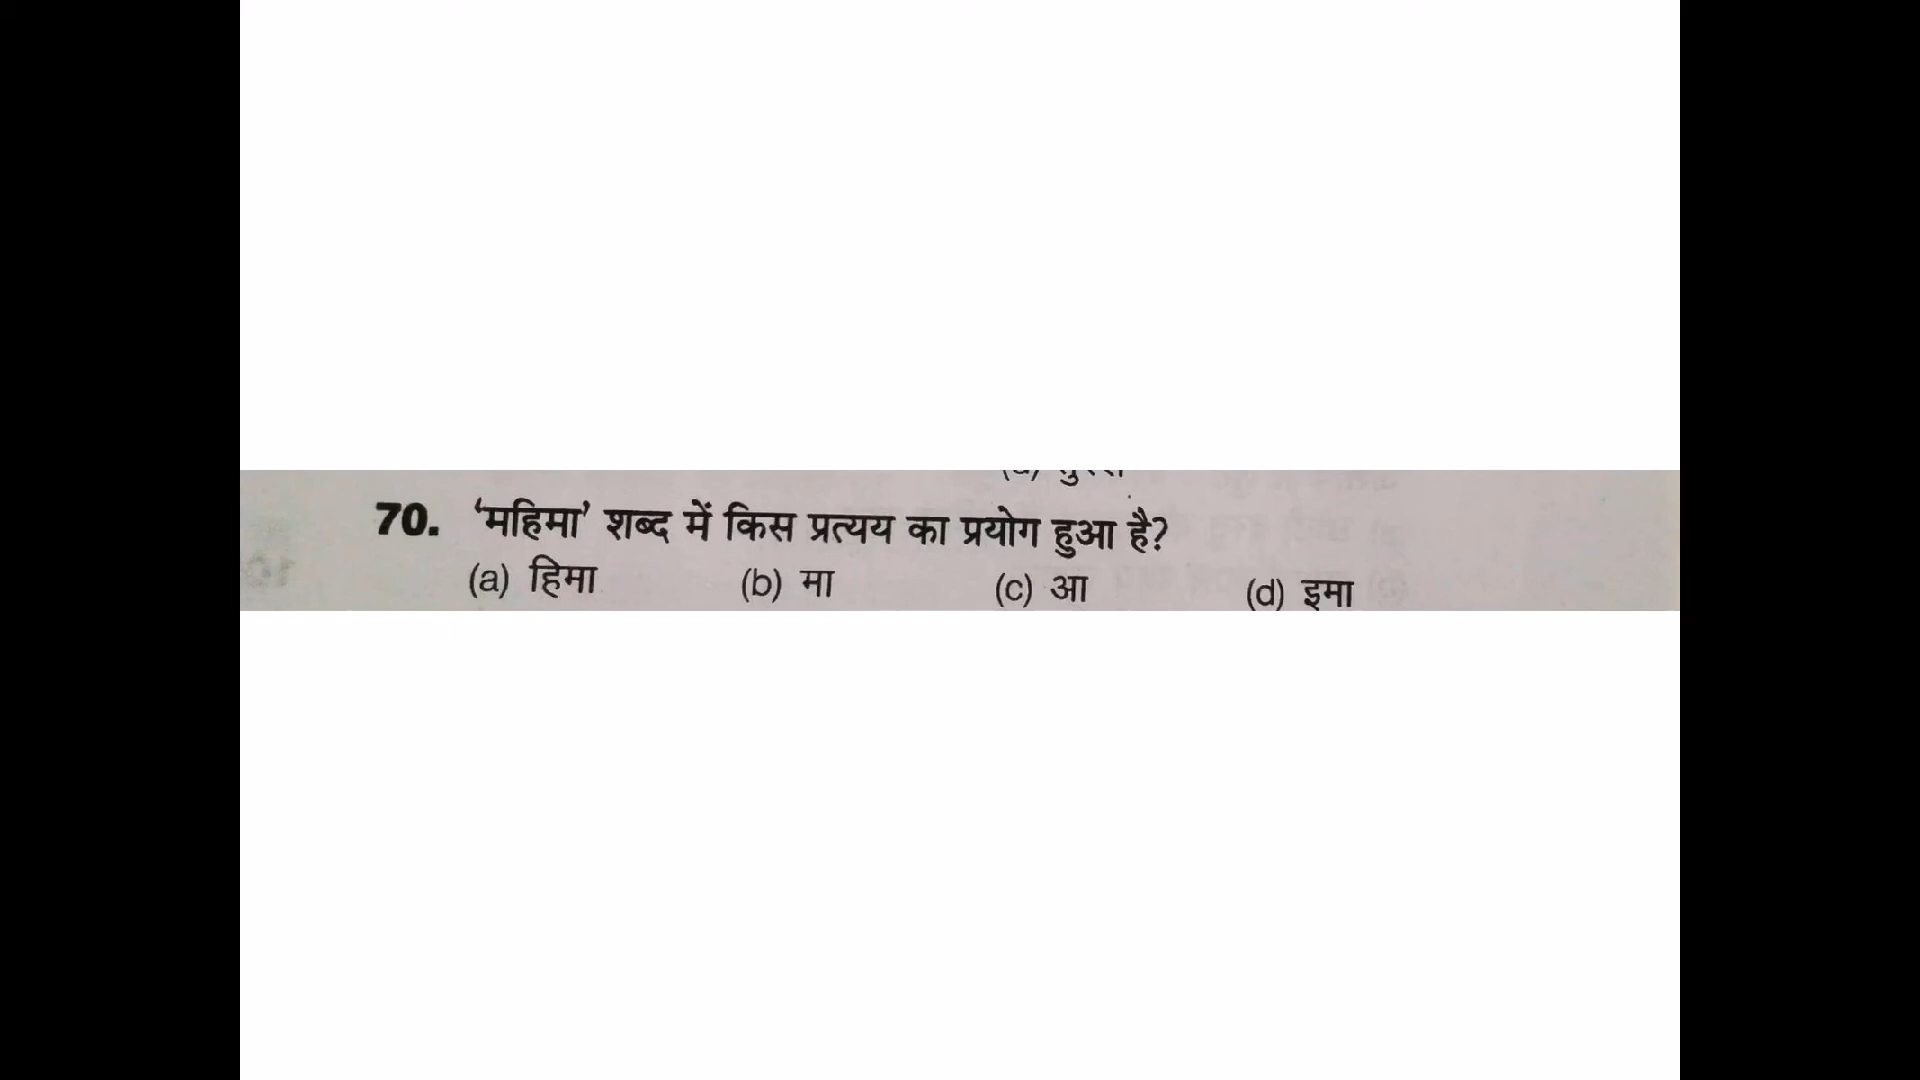 70. 'महिमा' शब्द में किस प्रत्यय का प्रयोग हुआ है?
(a) हिमा (b) मा (c) आ (d) इमा